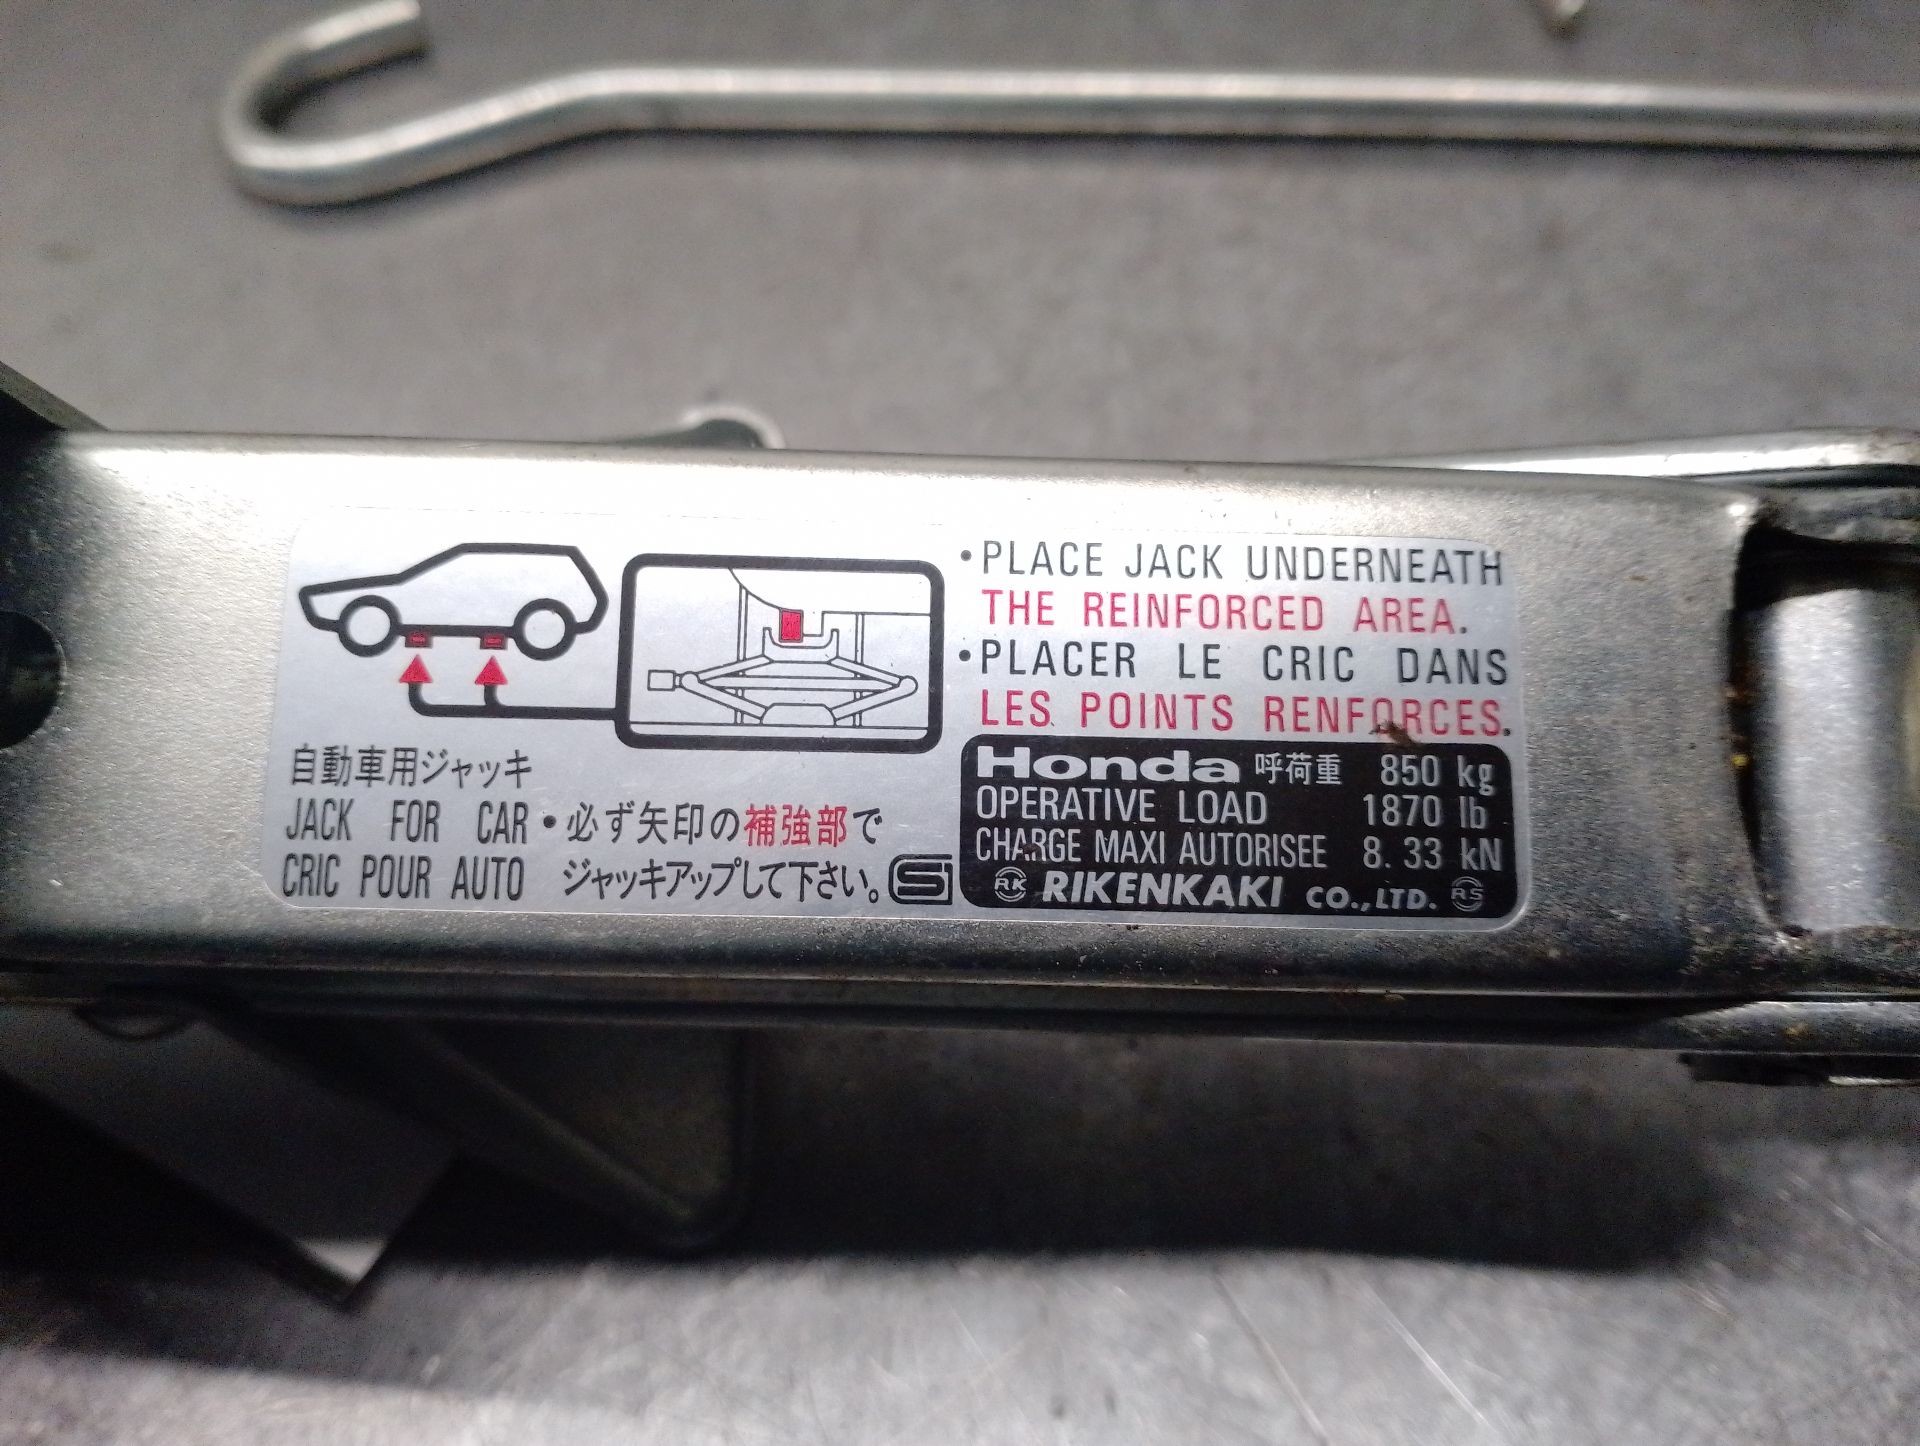 • PLACE JACK UNDERNEATH
THE REINFORCED AREA.
• PLACER LE CRIC DANS
LES POINTS RENFORCES.
自動車用ジャッキ
JACK FOR CAR
CRIC POUR AUTO
• 必ず矢印の補強部で
ジャッキアップして下さい。
S
Honda 呼荷重 850 kg
OPERATIVE LOAD 1870 lb
CHARGE MAXI AUTORISEE 8.33 kN
RK RIKENKAKI CO.,LTD. RS